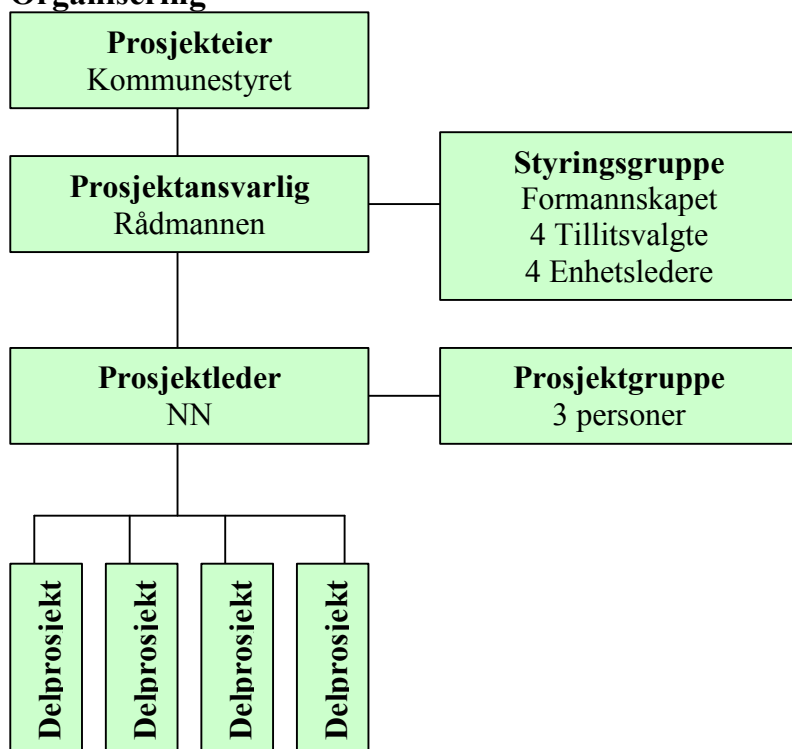 Organisering
Prosjekteier
Kommunestyret
Prosjektansvarlig
Rådmannen
Styringsgruppe
Formannskapet
4 Tillitsvalgte
4 Enhetsledere
Prosjektleder
NN
Prosjektgruppe
3 personer
Delprosjekt
Delprosjekt
Delprosjekt
Delprosjekt